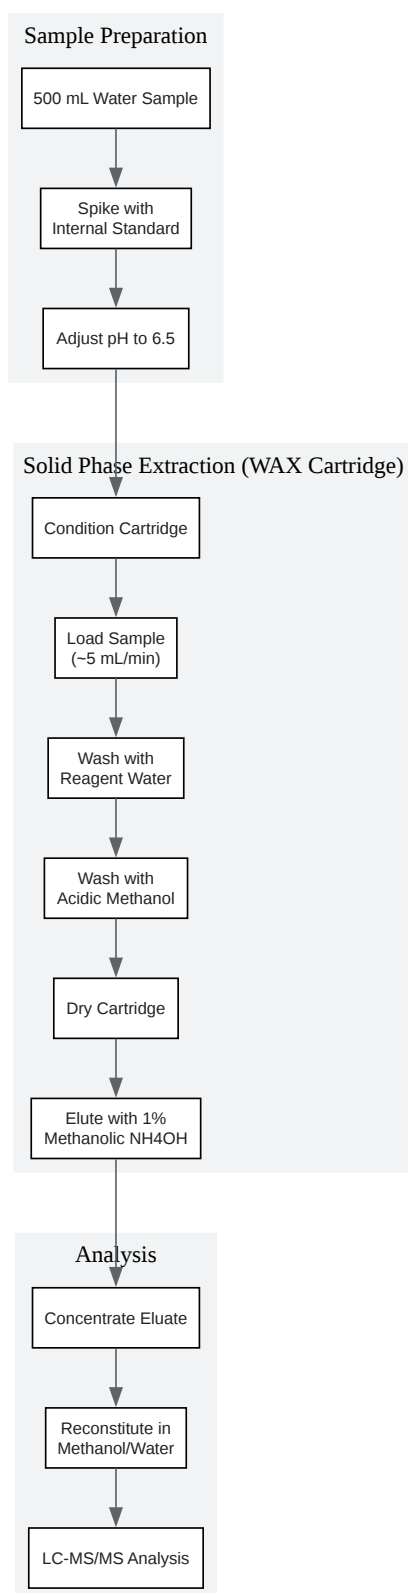 Sample Preparation
500 mL Water Sample
Spike with
Internal Standard
Adjust pH to 6.5
Solid Phase Extraction (WAX Cartridge)
Condition Cartridge
Load Sample
(~5 mL/min)
Wash with
Reagent Water
Wash with
Acidic Methanol
Dry Cartridge
Elute with 1%
Methanolic NH4OH
Analysis
Concentrate Eluate
Reconstitute in
Methanol/Water
LC-MS/MS Analysis